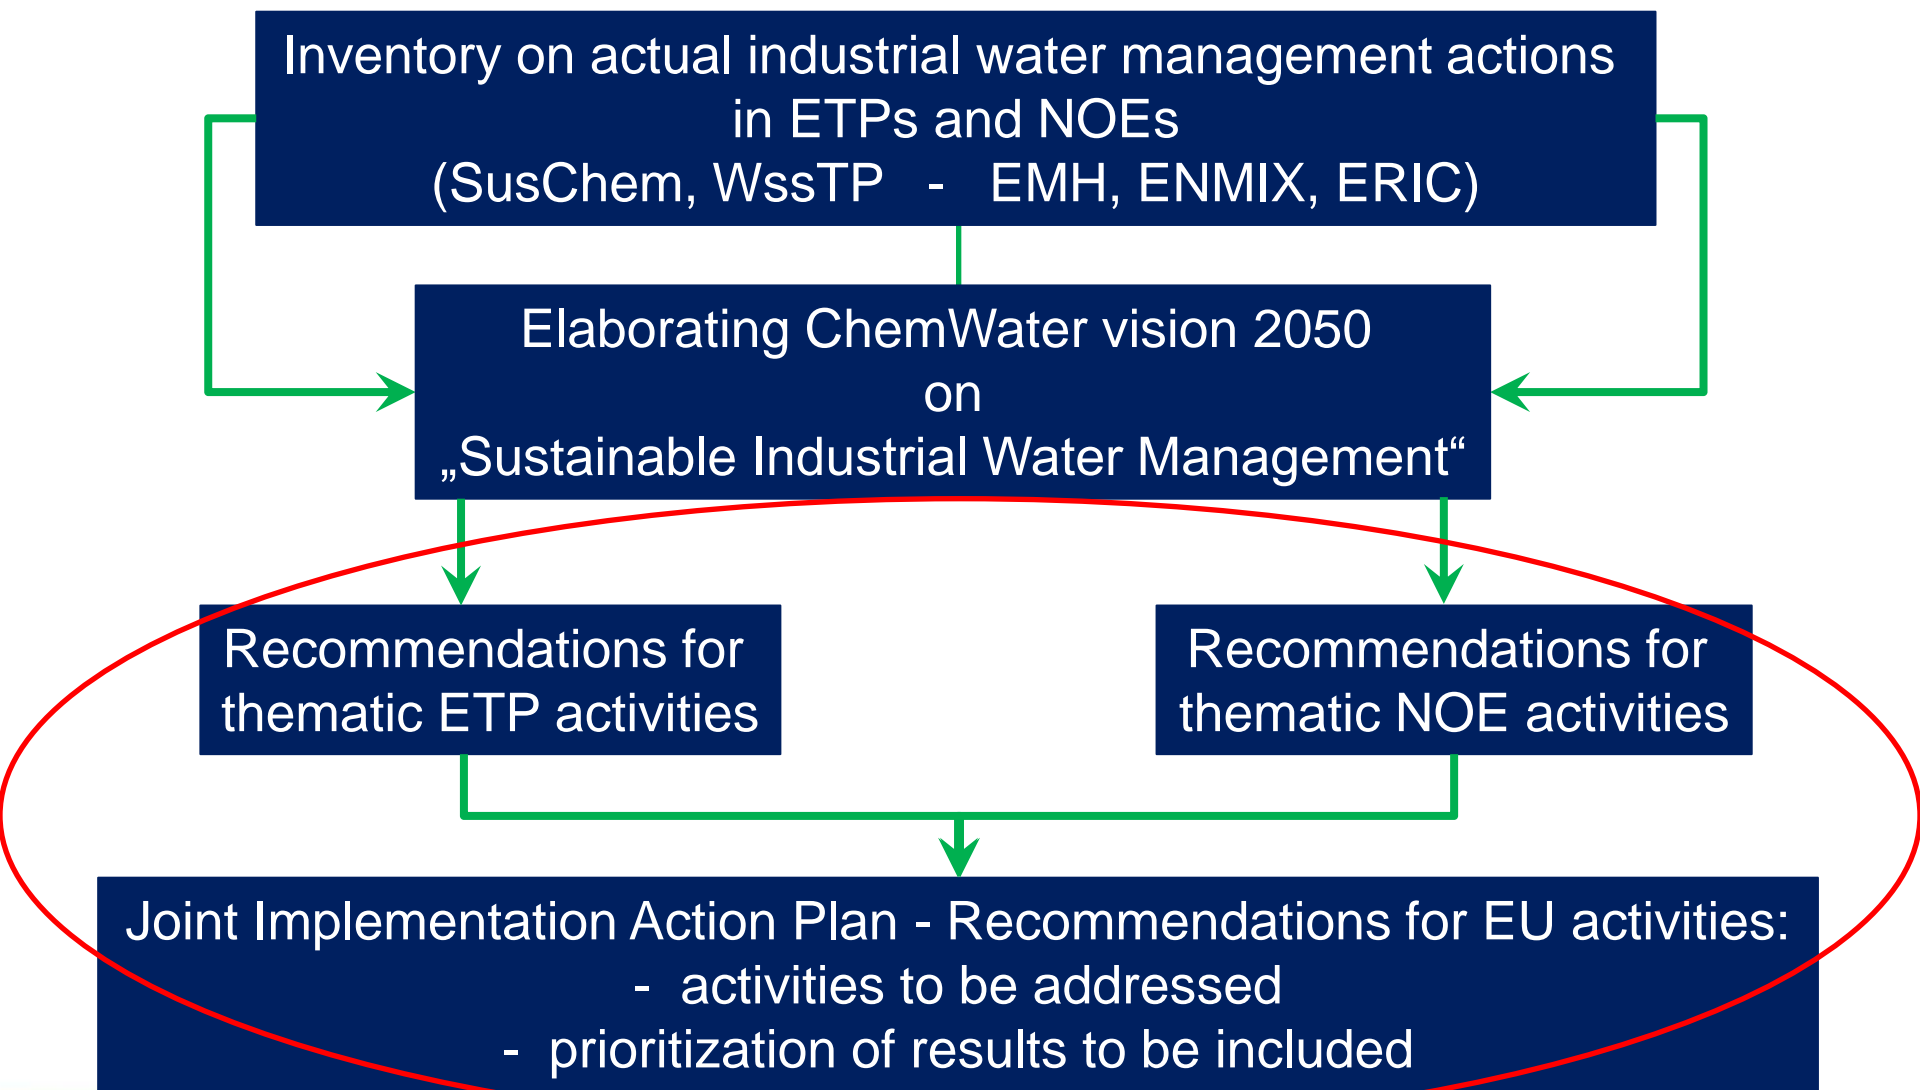 Inventory on actual industrial water management actions
in ETPs and NOEs
(SusChem, WssTP - EMH, ENMIX, ERIC)
Elaborating ChemWater vision 2050
on
„Sustainable Industrial Water Management“
Recommendations for
thematic ETP activities
Recommendations for
thematic NOE activities
Joint Implementation Action Plan - Recommendations for EU activities:
- activities to be addressed
- prioritization of results to be included